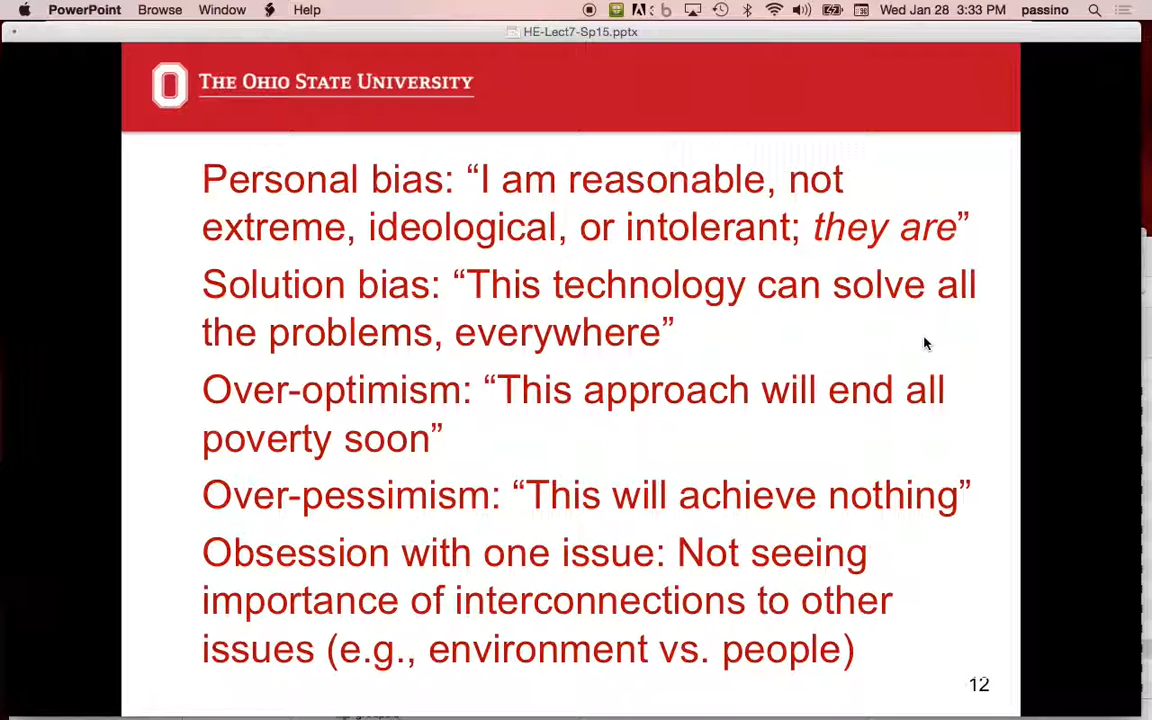 PowerPoint Browse Window Help Wed Jan 28 3:33 PM passino
HE-Lect7-Sp15.pptx
THE OHIO STATE UNIVERSITY
Personal bias: “I am reasonable, not
extreme, ideological, or intolerant; they are”
Solution bias: “This technology can solve all
the problems, everywhere”
Over-optimism: “This approach will end all
poverty soon”
Over-pessimism: “This will achieve nothing”
Obsession with one issue: Not seeing
importance of interconnections to other
issues (e.g., environment vs. people)
12